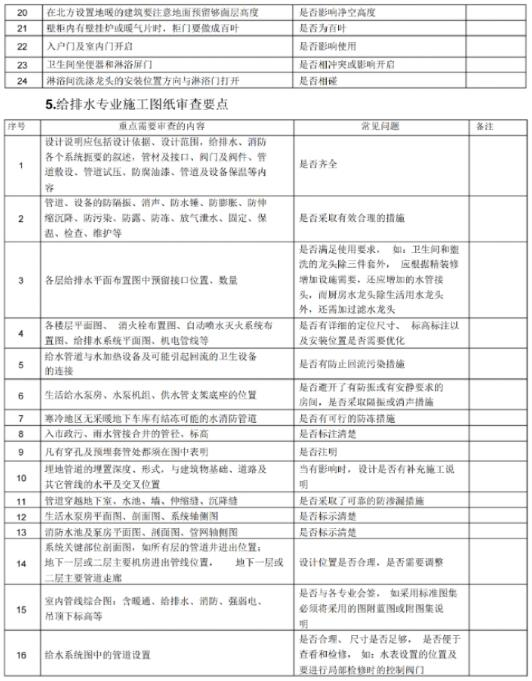 20 在北方设置地暖的建筑要注意地面预留够面层高度 是否影响净空高度
21 壁柜内有壁挂炉或暖气片时，柜门要做成百叶 是否为百叶
22 入户门及室内门开启 是否影响使用
23 卫生间坐便器和淋浴屏门 是否相冲突或影响开启
24 淋浴间洗涤龙头的安装位置方向与淋浴门打开 是否相碰
5.给排水专业施工图纸审查要点
序号 重点需要审查的内容 常见问题 备注
1 设计说明应包括设计依据、设计范围，给排水、消防
各个系统扼要的叙述，管材及接口、阀门及阀件、管
道敷设、管道试压、防腐油漆、管道及设备保温等内
容
是否齐全
2 管道、设备的防隔振、消声、防水锤、防膨胀、防伸
缩沉降、防污染、防露、防冻、放气泄水、固定、保
温、检查、维护等
是否采取有效合理的措施
3 各层给排水平面布置图中预留接口位置、数量
是否满足使用要求， 如：卫生间和盥
洗的龙头除三件套外， 应根据精装修
增加设施需要，还应增加的水管接
头，而厨房水龙头除生活用水龙头
外，还需加过滤水龙头
4 各楼层平面图、 消火栓布置图、自动喷水灭火系统布
置图、给排水系统平面图、机电管线等
是否有详细的定位尺寸、 标高标注以
及安装位置是否需要优化
5 给水管道与水加热设备及可能引起回流的卫生设备
的连接
是否有防止回流污染措施
6 生活给水泵房、水泵机组、供水管支架底座的位置
是否避开了有防振或有安静要求的
房间，是否采取隔振或消声措施
7 寒冷地区无采暖地下车库有结冻可能的水消防管道 是否有可行的防冻措施
8 入市政污、雨水管接合井的管径、标高 是否标注清楚
9 凡有穿孔及预埋套管处都须在图中表明 是否注明
10 埋地管道的埋置深度、形式，与建筑物基础、道路及
其它管线的水平及交叉位置
当有影响时， 设计是否有补充施工说
明
11 管道穿越地下室、水池、墙、伸缩缝、沉降缝 是否采取了可靠的防渗漏措施
12 生活水泵房平面图、剖面图、系统轴侧图 是否标示清楚
13 消防水池及泵房平面图、剖面图、管网轴侧图 是否标示清楚
14 系统关键部位剖面图，如所有层的管道井进出位置；
地下一层或二层主要机房进出管线位置， 地下一层或
二层主要管道走廊
设计位置是否合理，是否需要调整
15 室内管线综合图：含暖通、给排水、消防、强弱电、
吊顶下标高等
是否与各专业会签， 如采用标准图集
必须将采用的图附蓝图或附图集说
明
16 给水系统图中的管道设置
是否合理、尺寸是否足够， 是否便于
查看和检修， 如：水表设置的位置及
要进行局部检修时的控制阀门